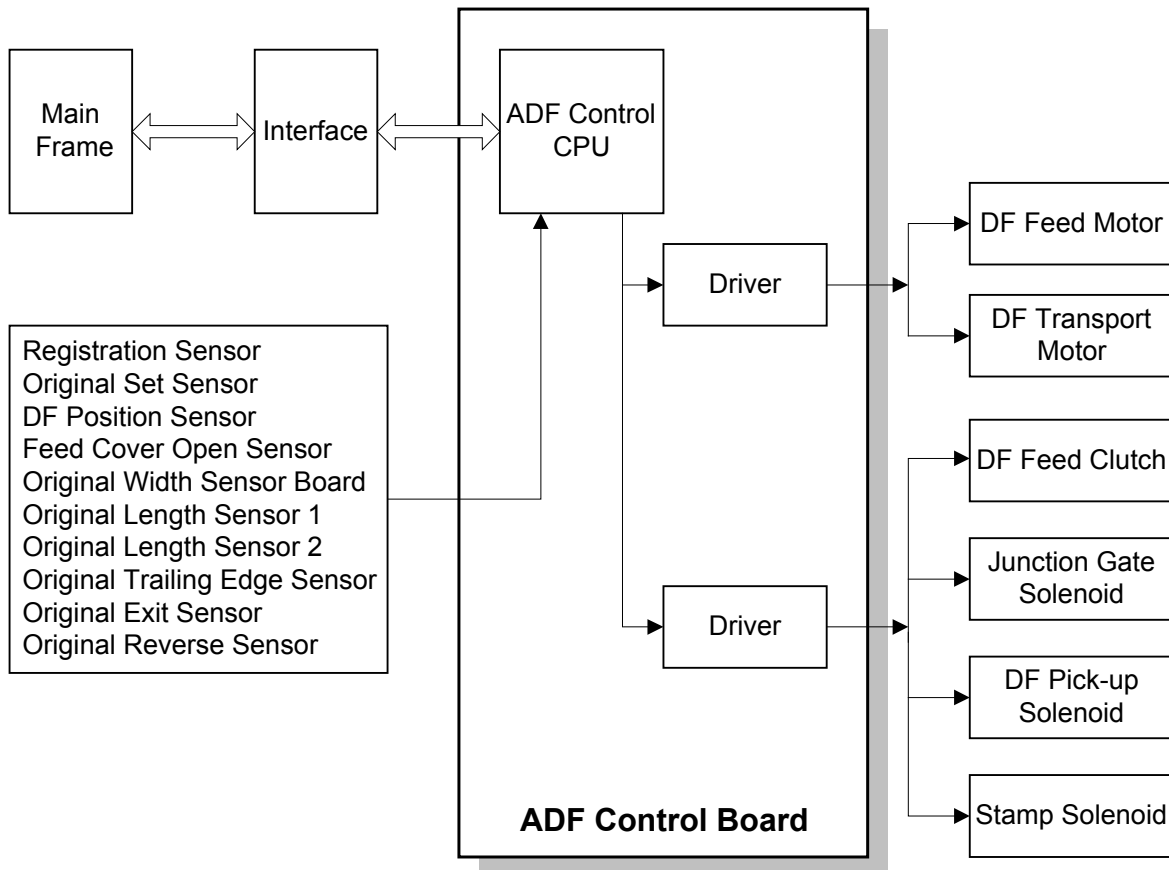 Main
Frame
Interface
ADF Control
CPU
Driver
DF Feed Motor
DF Transport
Motor
Registration Sensor
Original Set Sensor
DF Position Sensor
Feed Cover Open Sensor
Original Width Sensor Board
Original Length Sensor 1
Original Length Sensor 2
Original Trailing Edge Sensor
Original Exit Sensor
Original Reverse Sensor
DF Feed Clutch
Junction Gate
Solenoid
Driver
DF Pick-up
Solenoid
Stamp Solenoid
ADF Control Board